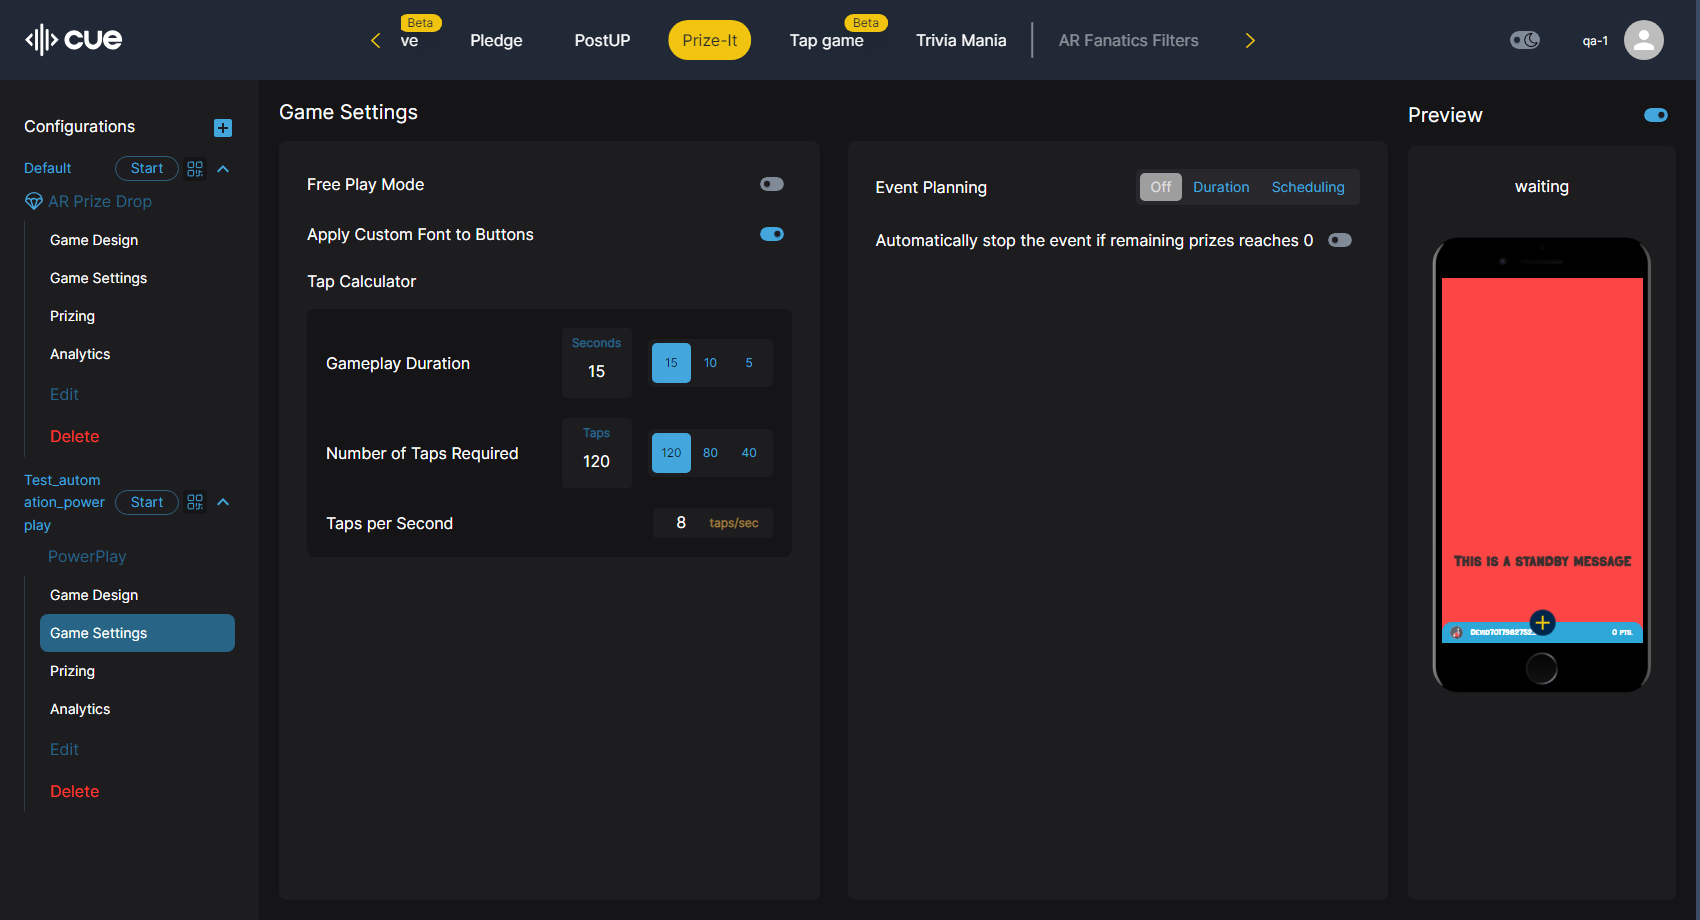 cue
Beta
ve
Pledge
PostUP
Prize-It
Beta
Tap game
Trivia Mania
AR Fanatics Filters
qa-1
Configurations
Default
Start
AR Prize Drop
Game Design
Game Settings
Prizing
Analytics
Edit
Delete
Test_autom
ation_power
play
Start
PowerPlay
Game Design
Game Settings
Prizing
Analytics
Edit
Delete
Game Settings
Free Play Mode
Apply Custom Font to Buttons
Tap Calculator
Gameplay Duration
Seconds
15
15 10 5
Number of Taps Required
Taps
120
120 80 40
Taps per Second
8 taps/sec
Event Planning
Off Duration Scheduling
Automatically stop the event if remaining prizes reaches 0
Preview
waiting
This is a standby message
0 pts.